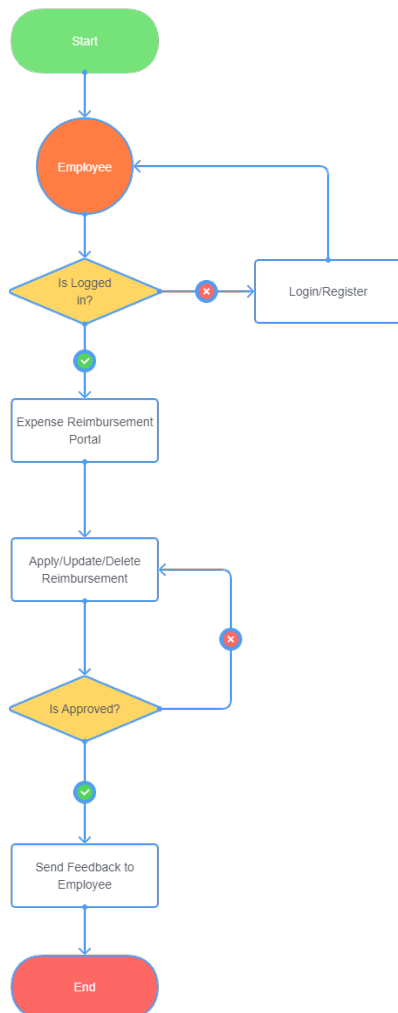 Start
Employee
Is Logged
in?
Login/Register
Expense Reimbursement
Portal
Apply/Update/Delete
Reimbursement
Is Approved?
Send Feedback to
Employee
End